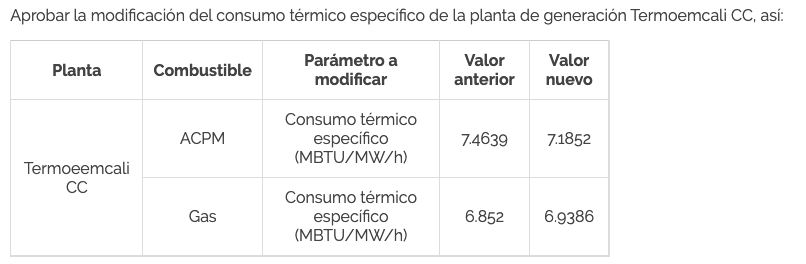 Aprobar la modificación del consumo térmico específico de la planta de generación Termoemcali CC, así:
Planta
Combustible
Parámetro a
modificar
Valor
anterior
Valor
nuevo
Termoeemcali
CC
ACPM
Consumo térmico
específico
(MBTU/MW/h)
7.4639
7.1852
Gas
Consumo térmico
específico
(MBTU/MW/h)
6.852
6.9386